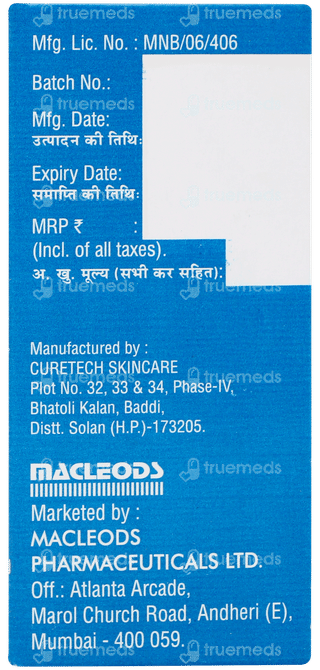 Mfg. Lic. No. : MNB/06/406
Batch No.:
Mfg. Date:
उत्पादन की तिथिः
Expiry Date:
समाप्ति की तिथिः
MRP ₹ :
(Incl. of all taxes).
अ. खु. मूल्य (सभी कर सहित):
Manufactured by :
CURETECH SKINCARE
Plot No. 32, 33 & 34, Phase-IV,
Bhatoli Kalan, Baddi,
Distt. Solan (H.P.)-173205.
MACLEODS
Marketed by :
MACLEODS
PHARMACEUTICALS LTD.
Off.: Atlanta Arcade,
Marol Church Road, Andheri (E),
Mumbai - 400 059.
truemeds